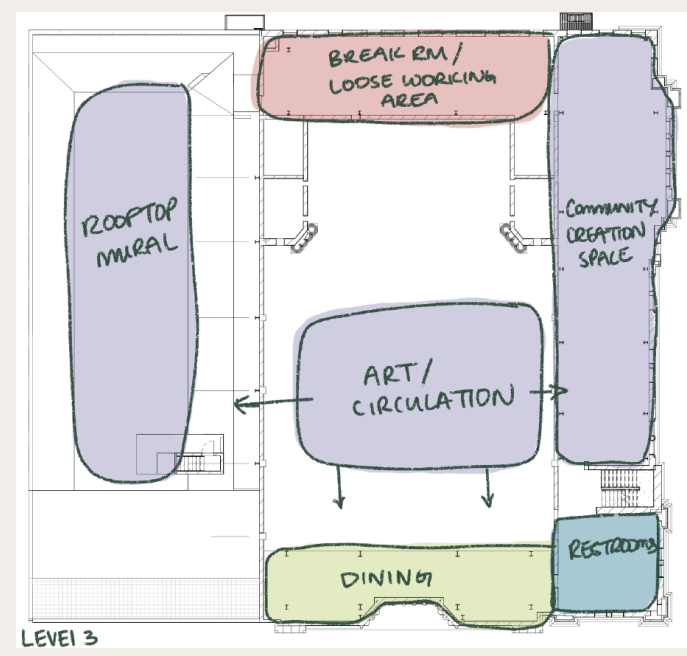 BREAK RM/
LOOSE WORKING
AREA
ROOFTOP
MURAL
COMMUNITY
CREATION
SPACE
ART/
CIRCULATION
RESTROOMS
DINING
LEVEL 3